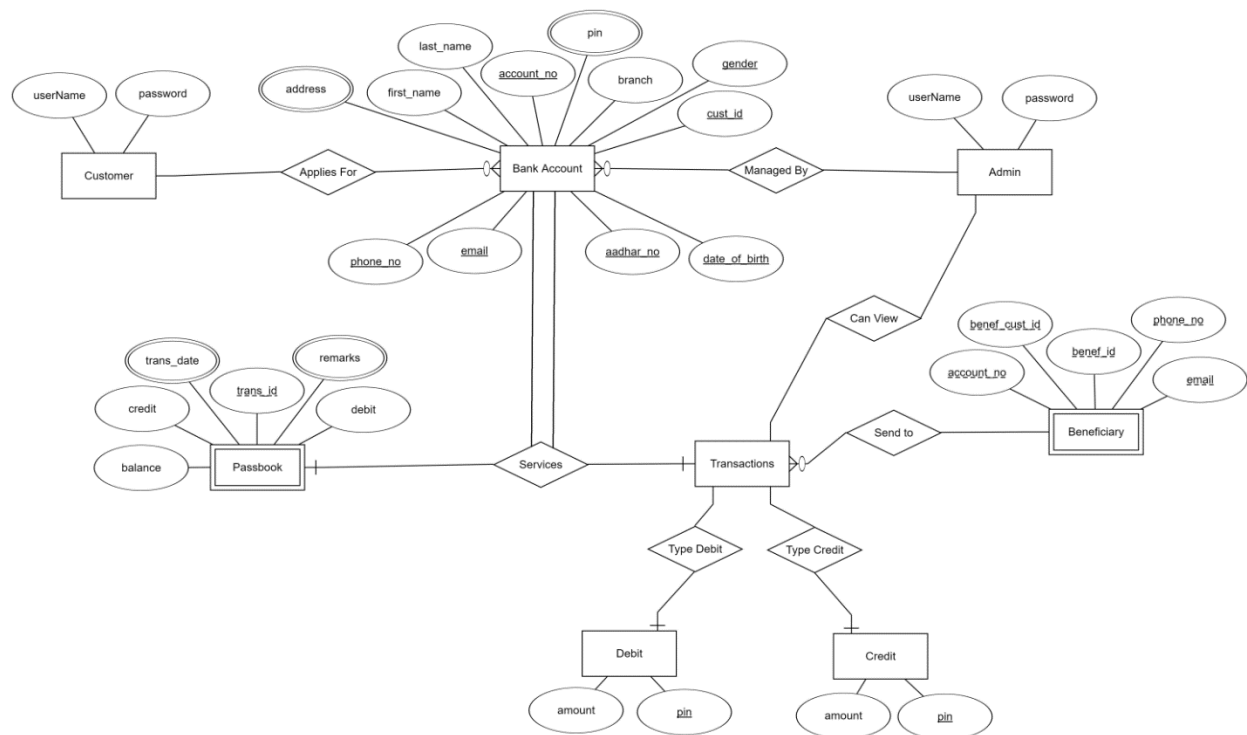 pin
last_name
gender
account_no
address
first_name
branch
userName
password
cust_id
userName
password
Customer
Applies For
Bank Account
Managed By
Admin
phone_no
email
aadhar_no
date_of_birth
Can View
benef_cust_id
phone_no
trans_date
remarks
benef_id
trans_id
account_no
email
credit
debit
Send to
Beneficiary
balance
Passbook
Services
Transactions
Type Debit
Type Credit
Debit
Credit
amount
pin
amount
pin